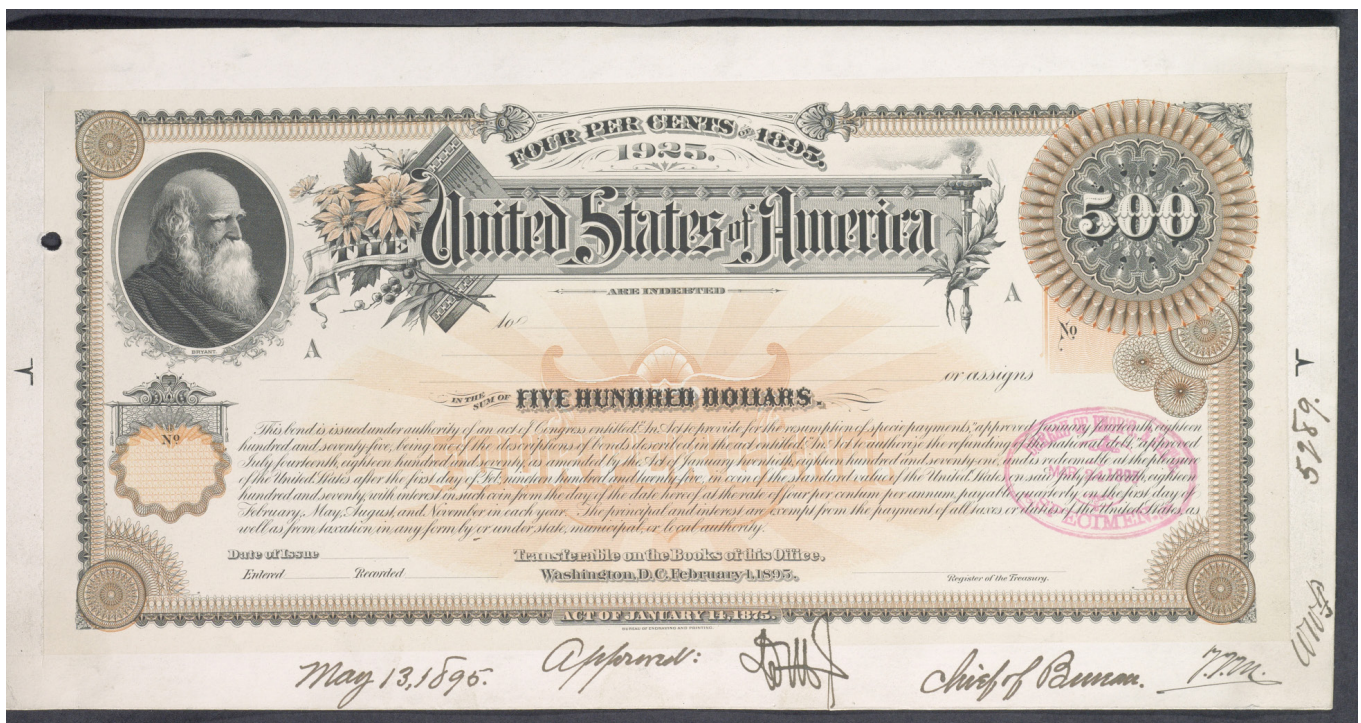 FOUR PER CENTS OF 1895.
1925.
THE United States of America
ARE INDEBTED
500
BRYANT.
A
A
to
No
or assigns
IN THE SUM OF FIVE HUNDRED DOLLARS.
No
This bond is issued under authority of an act of Congress entitled: "An Act to provide for the resumption of specie payments," approved January fourteenth, eighteen
hundred and seventy five, being one of the descriptions of bonds described in the act entitled: "An Act to authorize the refunding of the national debt," approved
July fourteenth, eighteen hundred and seventy, as amended by the Act of January twentieth, eighteen hundred and seventy one, and is redeemable at the pleasure
of the United States after the first day of Feb. nineteen hundred and twenty five, in coin of the standard value of the United States on said July fourteenth, eighteen
hundred and seventy, with interest in such coin from the day of the date hereof, at the rate of four per centum per annum, payable quarterly on the first day of
February, May, August, and November in each year. The principal and interest are exempt from the payment of all taxes or duties of the United States, as
well as from taxation in any form by or under state, municipal, or local authority.
SPECIMEN
Date of Issue
Transferable on the Books of this Office.
Entered Recorded
Washington, D.C. February 1, 1895.
Register of the Treasury.
ACT OF JANUARY 14, 1875.
BUREAU OF ENGRAVING AND PRINTING
May 13, 1895. Approved: Chief of Bureau.
5289.